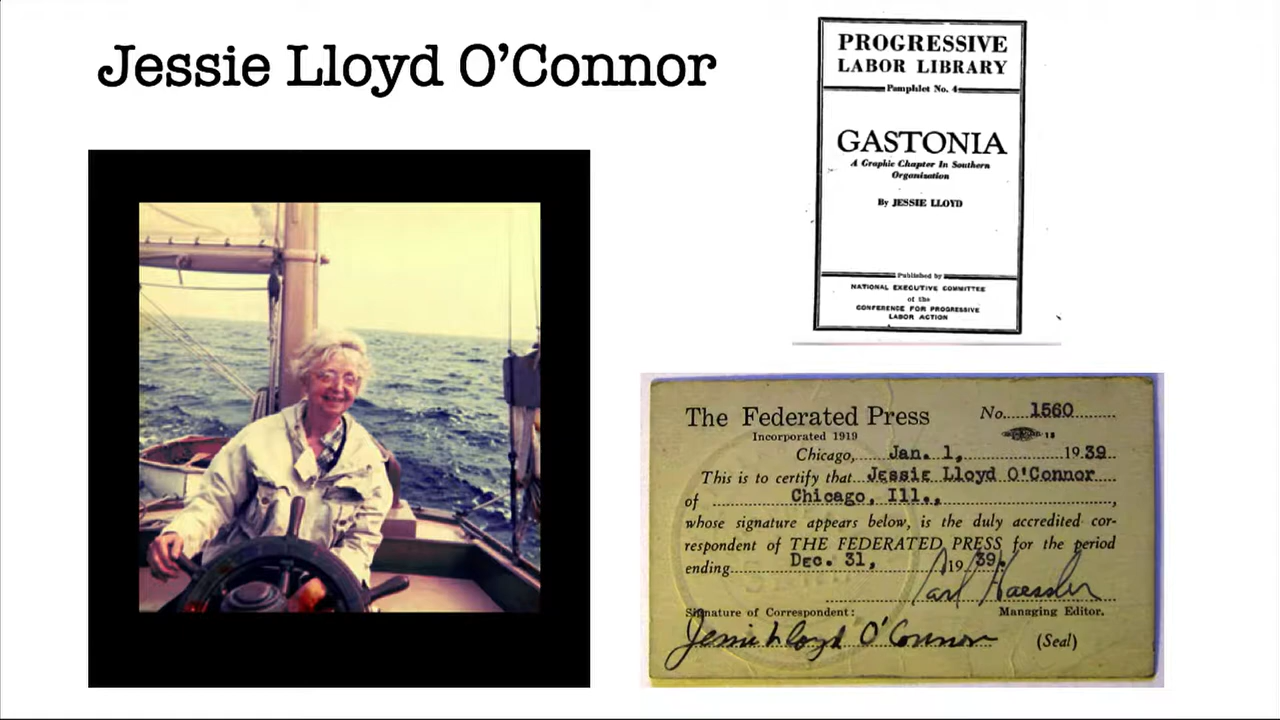 Jessie Lloyd O'Connor
PROGRESSIVE
LABOR LIBRARY
Pamphlet No. 4
GASTONIA
A Graphic Chapter In Southern
Organization
By JESSIE LLOYD
Published by
NATIONAL EXECUTIVE COMMITTEE
of the
CONFERENCE FOR PROGRESSIVE
LABOR ACTION
The Federated Press No. 1560
Incorporated 1919 15
Chicago, Jan. 1, 1939
This is to certify that Jessie Lloyd O'Connor
of Chicago, Ill.,
whose signature appears below, is the duly accredited cor-
respondent of THE FEDERATED PRESS for the period
ending Dec. 31, 1939.
Carl Haessler
Signature of Correspondent: Managing Editor.
Jessie Lloyd O'Connor (Seal)